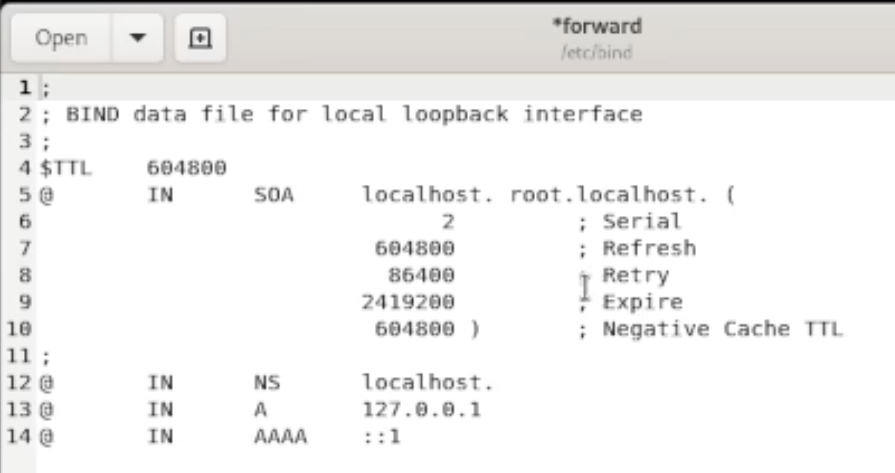 Open
*forward
/etc/bind
1 ;
2 ; BIND data file for local loopback interface
3 ;
4 $TTL 604800
5 @ IN SOA localhost. root.localhost. (
6 2 ; Serial
7 604800 ; Refresh
8 86400 ; Retry
9 2419200 ; Expire
10 604800 ) ; Negative Cache TTL
11 ;
12 @ IN NS localhost.
13 @ IN A 127.0.0.1
14 @ IN AAAA ::1